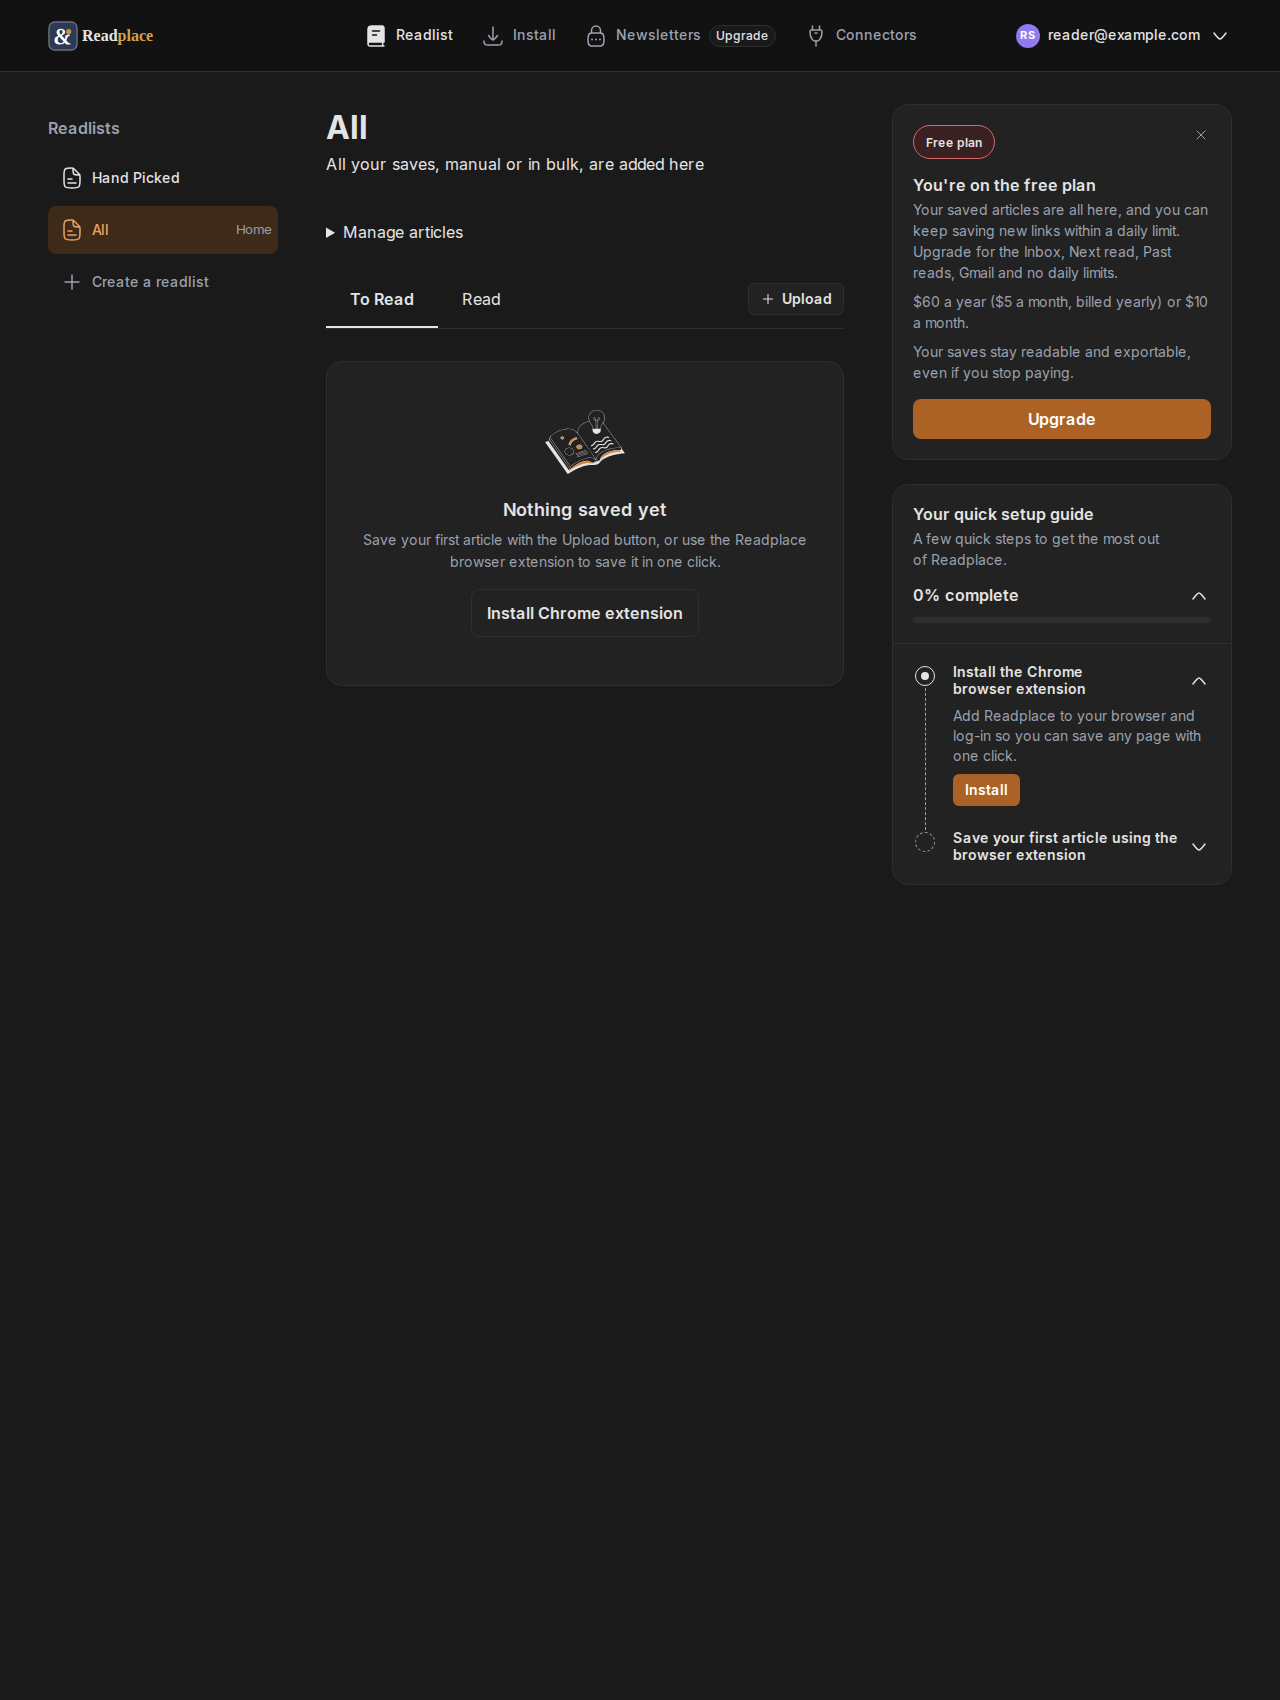 & Readplace
Readlist
Install
Newsletters
Upgrade
Connectors
RS
reader@example.com
Readlists
Hand Picked
All
Home
Create a readlist
All
All your saves, manual or in bulk, are added here
Manage articles
To Read
Read
Upload
Nothing saved yet
Save your first article with the Upload button, or use the Readplace
browser extension to save it in one click.
Install Chrome extension
Free plan
You're on the free plan
Your saved articles are all here, and you can
keep saving new links within a daily limit.
Upgrade for the Inbox, Next read, Past
reads, Gmail and no daily limits.
$60 a year ($5 a month, billed yearly) or $10
a month.
Your saves stay readable and exportable,
even if you stop paying.
Upgrade
Your quick setup guide
A few quick steps to get the most out
of Readplace.
0% complete
Install the Chrome
browser extension
Add Readplace to your browser and
log-in so you can save any page with
one click.
Install
Save your first article using the
browser extension